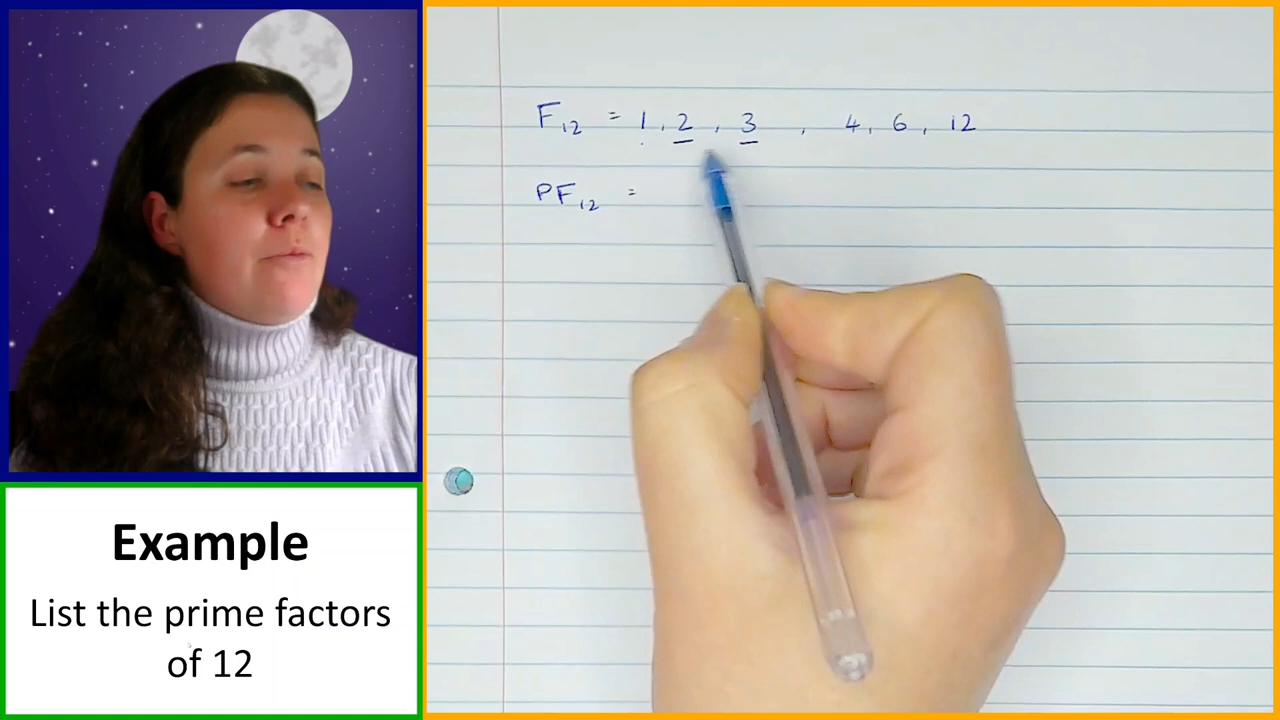 F₁₂ = 1, 2, 3, 4, 6, 12
PF₁₂ =
Example
List the prime factors
of 12